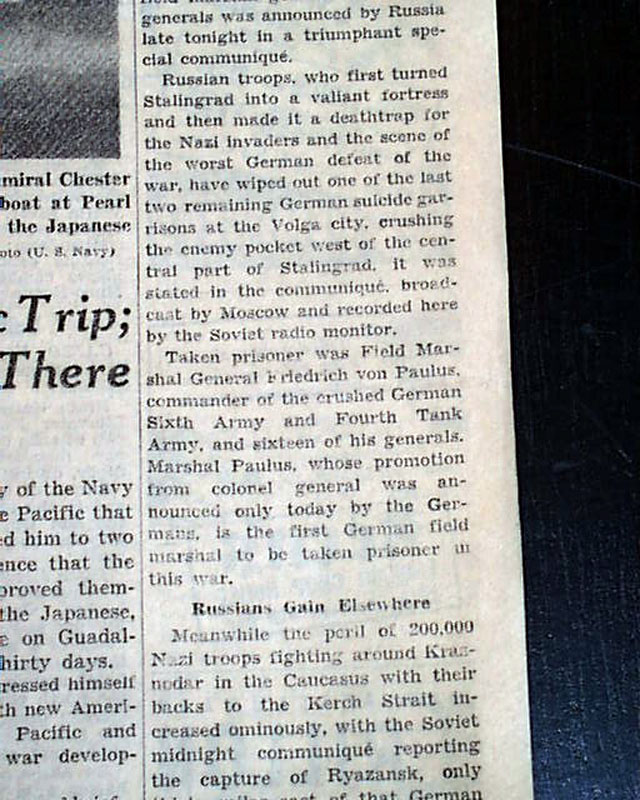 generals was announced by Russia
late tonight in a triumphant spe-
cial communiqué.
Russian troops, who first turned
Stalingrad into a valiant fortress
and then made it a deathtrap for
the Nazi invaders and the scene of
the worst German defeat of the
war, have wiped out one of the last
two remaining German suicide gar-
risons at the Volga city, crushing
the enemy pocket west of the cen-
tral part of Stalingrad, it was
stated in the communiqué, broad-
cast by Moscow and recorded here
by the Soviet radio monitor.
Taken prisoner was Field Mar-
shal General Friedrich von Paulus,
commander of the crushed German
Sixth Army and Fourth Tank
Army, and sixteen of his generals.
Marshal Paulus, whose promotion
from colonel general was an-
nounced only today by the Ger-
mans, is the first German field
marshal to be taken prisoner in
this war.
Russians Gain Elsewhere
Meanwhile the peril of 200,000
Nazi troops fighting around Kras-
nodar in the Caucasus with their
backs to the Kerch Strait in-
creased ominously, with the Soviet
midnight communiqué reporting
the capture of Ryazansk, only
miral Chester
boat at Pearl
the Japanese
oto (U. S. Navy)
c Trip;
There
y of the Navy
e Pacific that
ed him to two
ence that the
proved them-
the Japanese,
e on Guadal-
hirty days.
ressed himself
th new Ameri-
Pacific and
war develop-